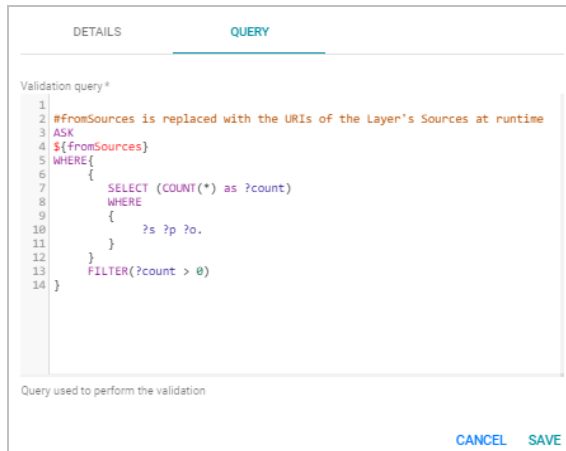 DETAILS QUERY
Validation query*
1
2 #fromSources is replaced with the URIs of the Layer's Sources at runtime
3 ASK
4 ${fromSources}
5 WHERE{
6 {
7 SELECT (COUNT(*) as ?count)
8 WHERE
9 {
10 ?s ?p ?o.
11 }
12 }
13 FILTER(?count > 0)
14 }
Query used to perform the validation
CANCEL SAVE